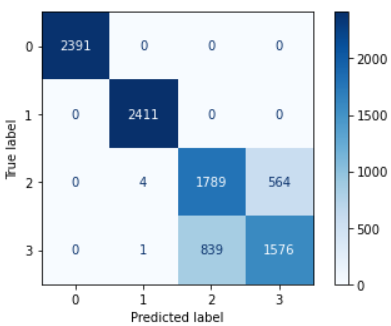 0 2391 0 0 0
1 0 2411 0 0
2 0 4 1789 564
3 0 1 839 1576
0 1 2 3
True label
Predicted label
2000
1500
1000
500
0